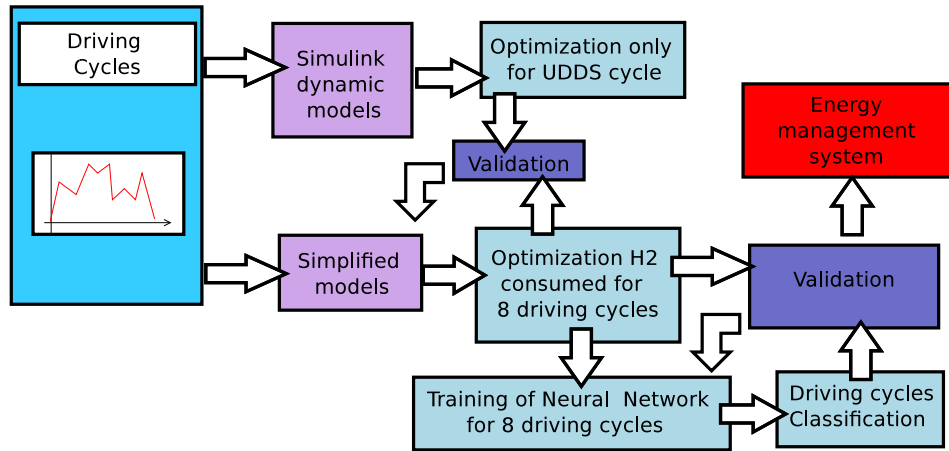 Driving
Cycles
Simulink
dynamic
models
Optimization only
for UDDS cycle
Validation
Energy
management
system
Simplified
models
Optimization H2
consumed for
8 driving cycles
Validation
Training of Neural Network
for 8 driving cycles
Driving cycles
Classification